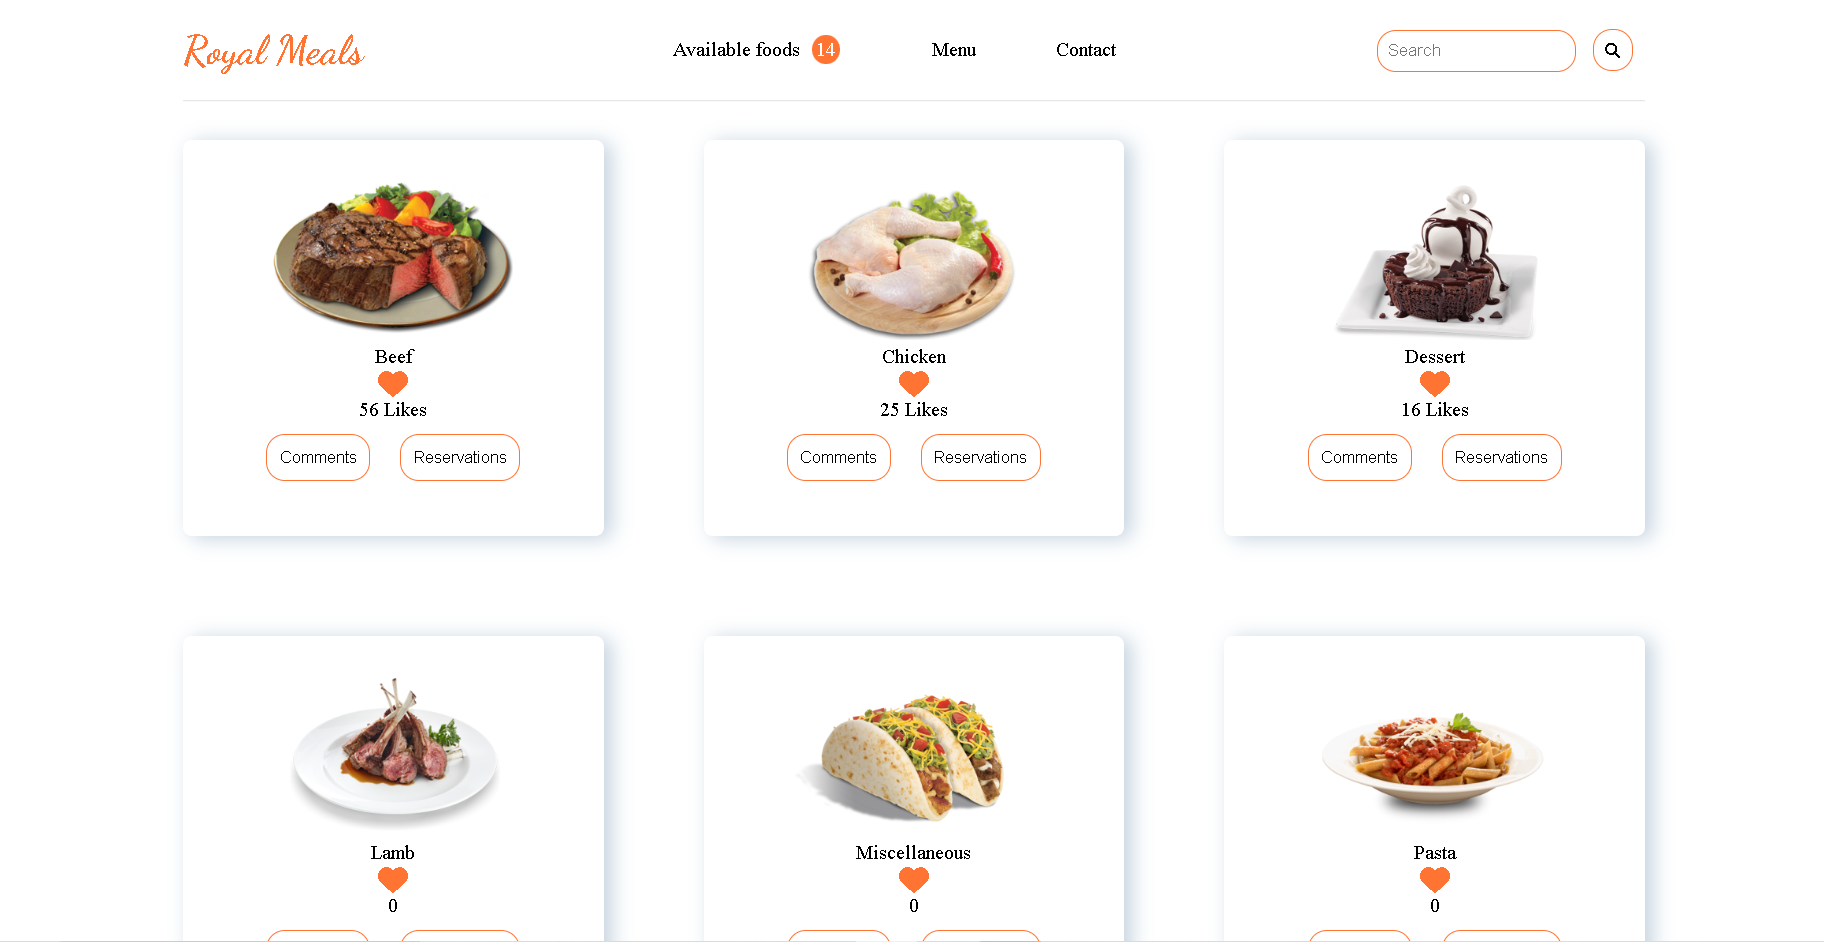 Royal Meals
Available foods 14
Menu
Contact
Search
Beef
56 Likes
Comments
Reservations
Chicken
25 Likes
Comments
Reservations
Dessert
16 Likes
Comments
Reservations
Lamb
0
Miscellaneous
0
Pasta
0